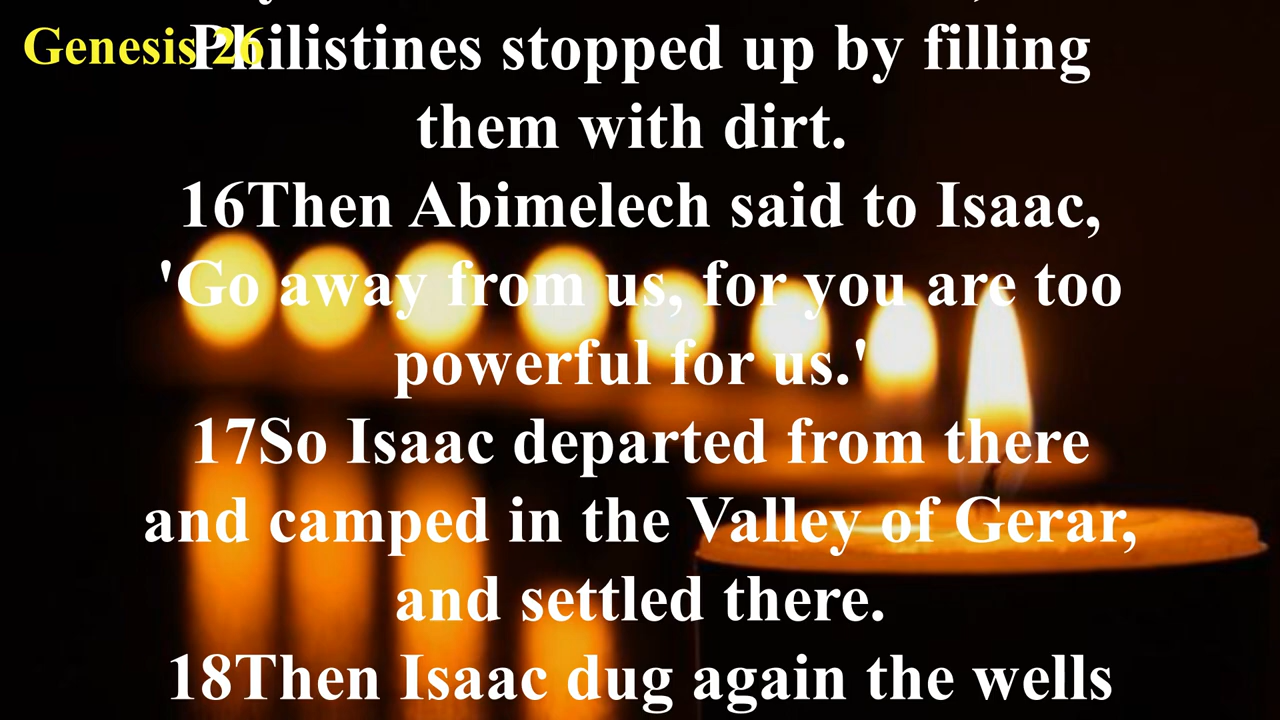 Genesis 26
Philistines stopped up by filling
them with dirt.
16Then Abimelech said to Isaac,
'Go away from us, for you are too
powerful for us.'
17So Isaac departed from there
and camped in the Valley of Gerar,
and settled there.
18Then Isaac dug again the wells